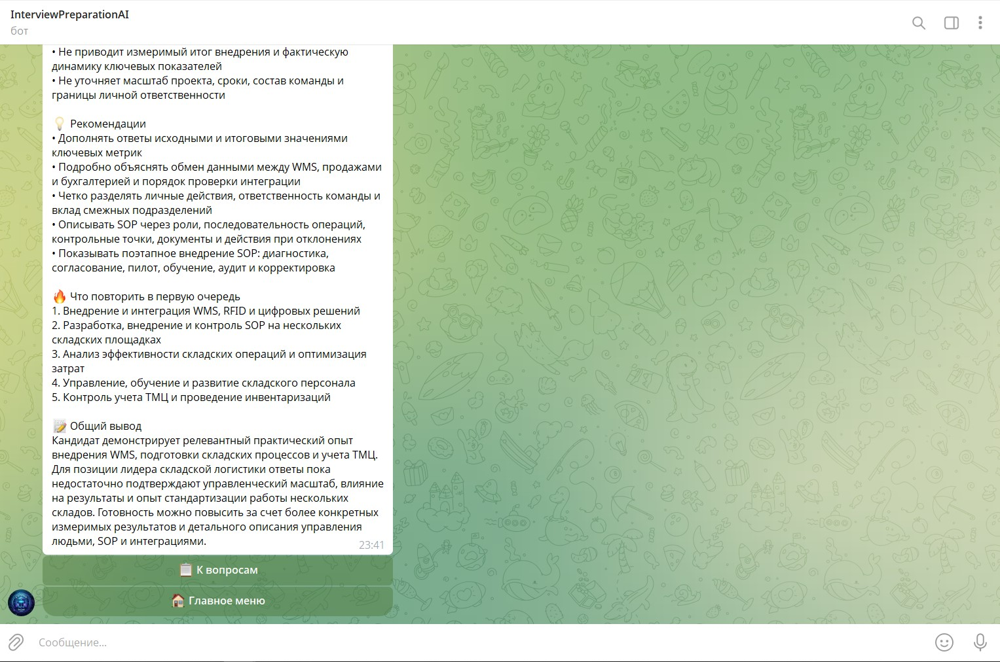 InterviewPreparationAI
бот
• Не приводит измеримый итог внедрения и фактическую
динамику ключевых показателей
• Не уточняет масштаб проекта, сроки, состав команды и
границы личной ответственности
Рекомендации
• Дополнять ответы исходными и итоговыми значениями
ключевых метрик
• Подробно объяснять обмен данными между WMS, продажами
и бухгалтерией и порядок проверки интеграции
• Четко разделять личные действия, ответственность команды и
вклад смежных подразделений
• Описывать SOP через роли, последовательность операций,
контрольные точки, документы и действия при отклонениях
• Показывать поэтапное внедрение SOP: диагностика,
согласование, пилот, обучение, аудит и корректировка
Что повторить в первую очередь
1. Внедрение и интеграция WMS, RFID и цифровых решений
2. Разработка, внедрение и контроль SOP на нескольких
складских площадках
3. Анализ эффективности складских операций и оптимизация
затрат
4. Управление, обучение и развитие складского персонала
5. Контроль учета ТМЦ и проведение инвентаризаций
Общий вывод
Кандидат демонстрирует релевантный практический опыт
внедрения WMS, подготовки складских процессов и учета ТМЦ.
Для позиции лидера складской логистики ответы пока
недостаточно подтверждают управленческий масштаб, влияние
на результаты и опыт стандартизации работы нескольких
складов. Готовность можно повысить за счет более конкретных
измеримых результатов и детального описания управления
людьми, SOP и интеграциями.
23:41
К вопросам
Главное меню
Сообщение...